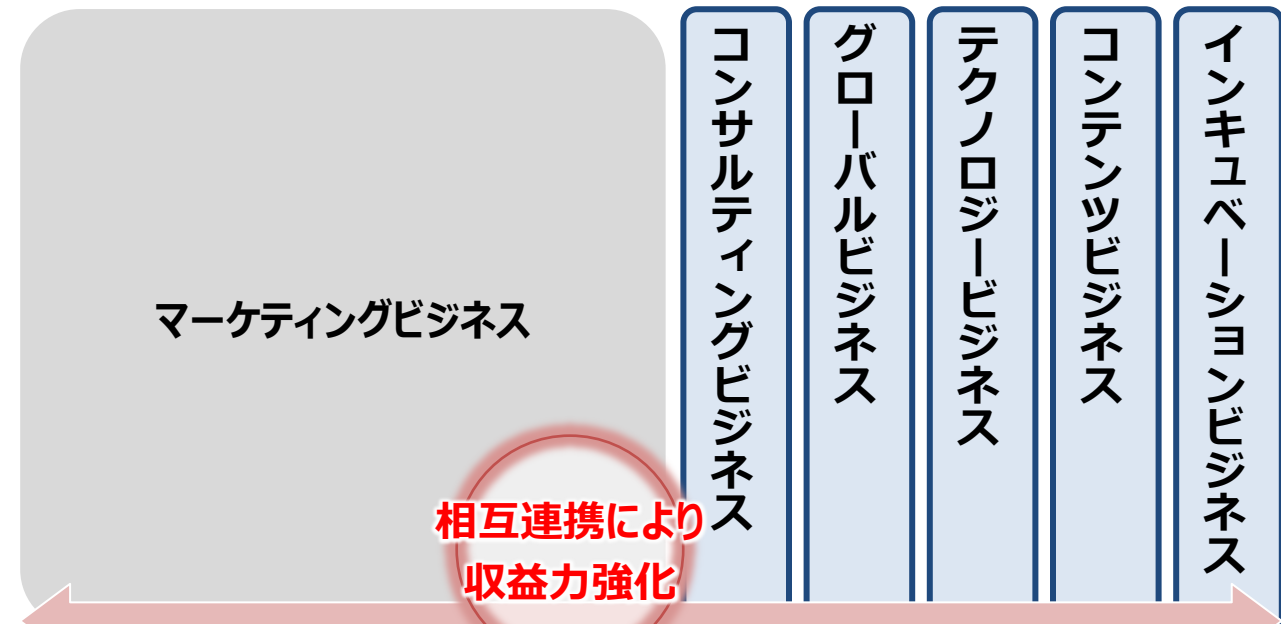 マーケティングビジネス
コンサルティングビジネス
グローバルビジネス
テクノロジービジネス
コンテンツビジネス
インキュベーションビジネス
相互連携により
収益力強化